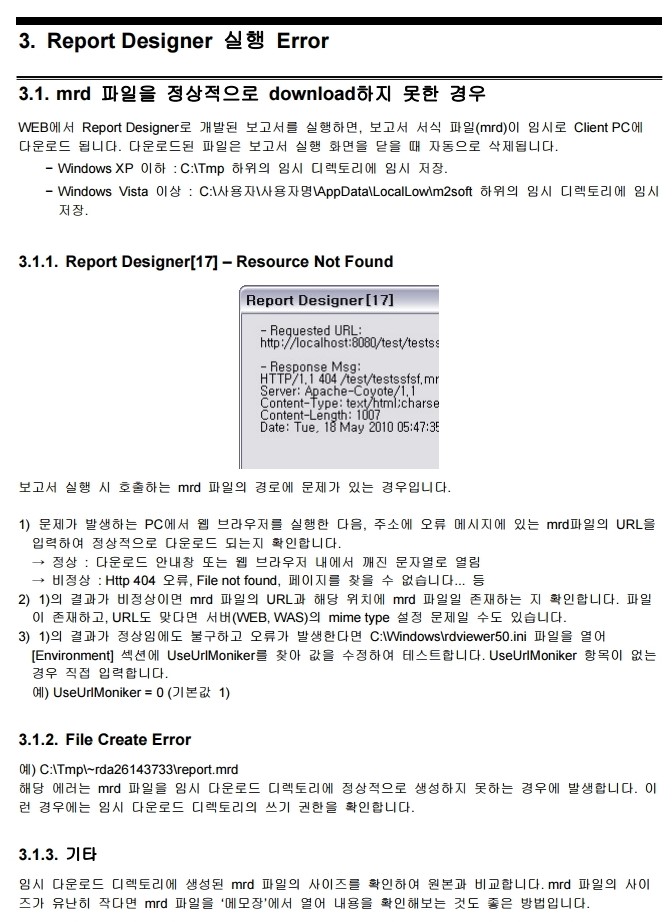 3. Report Designer 실행 Error
3.1. mrd 파일을 정상적으로 download하지 못한 경우
WEB에서 Report Designer로 개발된 보고서를 실행하면, 보고서 서식 파일(mrd)이 임시로 Client PC에
다운로드 됩니다. 다운로드된 파일은 보고서 실행 화면을 닫을 때 자동으로 삭제됩니다.
- Windows XP 이하 : C:\Tmp 하위의 임시 디렉토리에 임시 저장.
- Windows Vista 이상 : C:\사용자\사용자명\AppData\LocalLow\m2soft 하위의 임시 디렉토리에 임시
저장.
3.1.1. Report Designer[17] – Resource Not Found
Report Designer[17]
- Requested URL:
http://localhost:8080/test/testss
- Response Msg:
HTTP/1.1 404 /test/testssfsf.mr
Server: Apache-Coyote/1.1
Content-Type: text/html;charse
Content-Length: 1007
Date: Tue, 18 May 2010 05:47:35
보고서 실행 시 호출하는 mrd 파일의 경로에 문제가 있는 경우입니다.
1) 문제가 발생하는 PC에서 웹 브라우저를 실행한 다음, 주소에 오류 메시지에 있는 mrd파일의 URL을
입력하여 정상적으로 다운로드 되는지 확인합니다.
→ 정상 : 다운로드 안내창 또는 웹 브라우저 내에서 깨진 문자열로 열림
→ 비정상 : Http 404 오류, File not found, 페이지를 찾을 수 없습니다... 등
2) 1)의 결과가 비정상이면 mrd 파일의 URL과 해당 위치에 mrd 파일일 존재하는 지 확인합니다. 파일
이 존재하고, URL도 맞다면 서버(WEB, WAS)의 mime type 설정 문제일 수도 있습니다.
3) 1)의 결과가 정상임에도 불구하고 오류가 발생한다면 C:\Windows\rdviewer50.ini 파일을 열어
[Environment] 섹션에 UseUrlMoniker를 찾아 값을 수정하여 테스트합니다. UseUrlMoniker 항목이 없는
경우 직접 입력합니다.
예) UseUrlMoniker = 0 (기본값 1)
3.1.2. File Create Error
예) C:\Tmp\~rda26143733\report.mrd
해당 에러는 mrd 파일을 임시 다운로드 디렉토리에 정상적으로 생성하지 못하는 경우에 발생합니다. 이
런 경우에는 임시 다운로드 디렉토리의 쓰기 권한을 확인합니다.
3.1.3. 기타
임시 다운로드 디렉토리에 생성된 mrd 파일의 사이즈를 확인하여 원본과 비교합니다. mrd 파일의 사이
즈가 유난히 작다면 mrd 파일을 ‘메모장’에서 열어 내용을 확인해보는 것도 좋은 방법입니다.